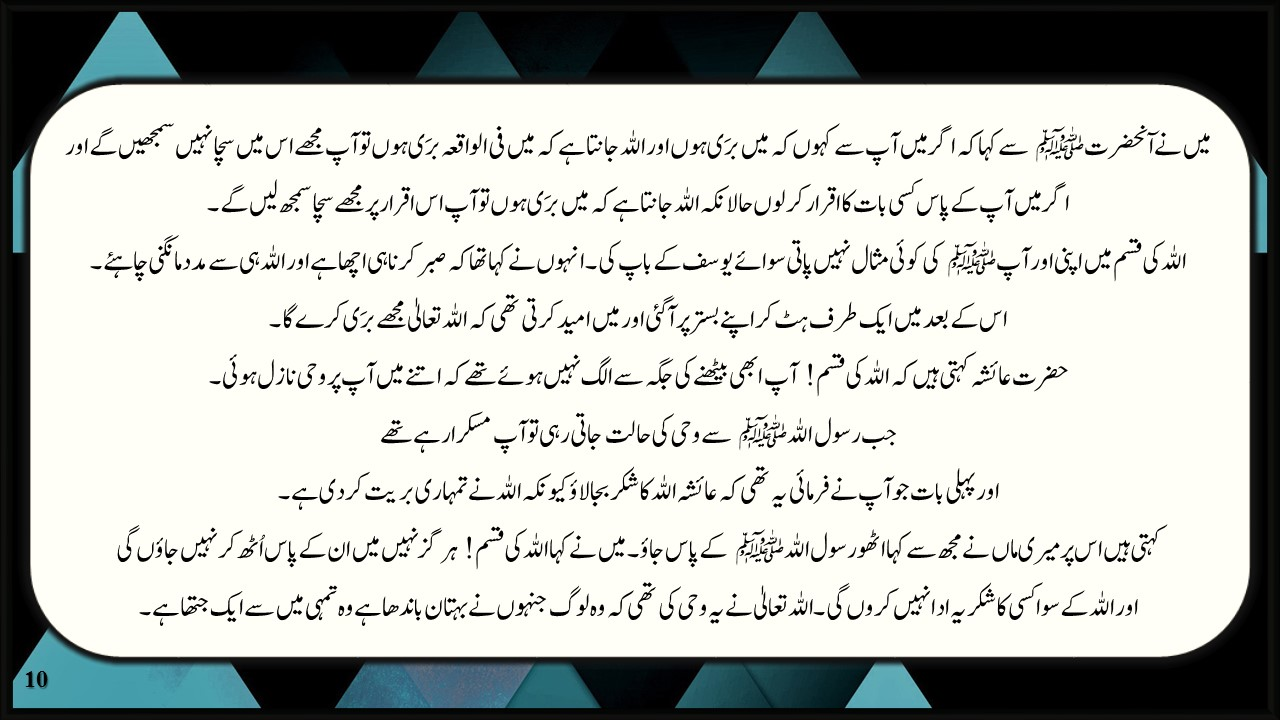 میں نے آنحضرت ﷺ سے کہا کہ اگر میں آپ سے کہوں کہ میں بَری ہوں اور اللہ جانتا ہے کہ میں فی الواقعہ بَری ہوں تو آپ مجھے اس میں سچا نہیں سمجھیں گے اور
اگر میں آپ کے پاس کسی بات کا اقرار کر لوں حالانکہ اللہ جانتا ہے کہ میں بَری ہوں تو آپ اس اقرار پر مجھے سچا سمجھ لیں گے ۔
اللہ کی قسم میں اپنی اور آپ ﷺ کی کوئی مثال نہیں پاتی سوائے یوسف کے باپ کی۔ انہوں نے کہا تھا کہ صبر کرنا ہی اچھا ہے اور اللہ ہی سے مدد مانگنی چاہئے ۔
اس کے بعد میں ایک طرف ہٹ کر اپنے بستر پر آگئی اور میں امید کرتی تھی کہ اللہ تعالیٰ مجھے بَری کرے گا۔
حضرت عائشہ کہتی ہیں کہ اللہ کی قسم! آپ ابھی بیٹھنے کی جگہ سے الگ نہیں ہوئے تھے کہ اتنے میں آپ پر وحی نازل ہوئی۔
جب رسول اللہ ﷺ سے وحی کی حالت جاتی رہی تو آپ مسکرا رہے تھے
اور پہلی بات جو آپ نے فرمائی یہ تھی کہ عائشہ اللہ کا شکر بجا لاؤ کیونکہ اللہ نے تمہاری بریت کر دی ہے ۔
کہتی ہیں اس پر میری ماں نے مجھ سے کہا اٹھو رسول اللہ ﷺ کے پاس جاؤ۔ میں نے کہا اللہ کی قسم! ہرگز نہیں میں ان کے پاس اُٹھ کر نہیں جاؤں گی
اور اللہ کے سوا کسی کا شکریہ ادا نہیں کروں گی۔ اللہ تعالیٰ نے یہ وحی کی تھی کہ وہ لوگ جنہوں نے بہتان باندھا ہے وہ تمہی میں سے ایک جتھا ہے ۔
10